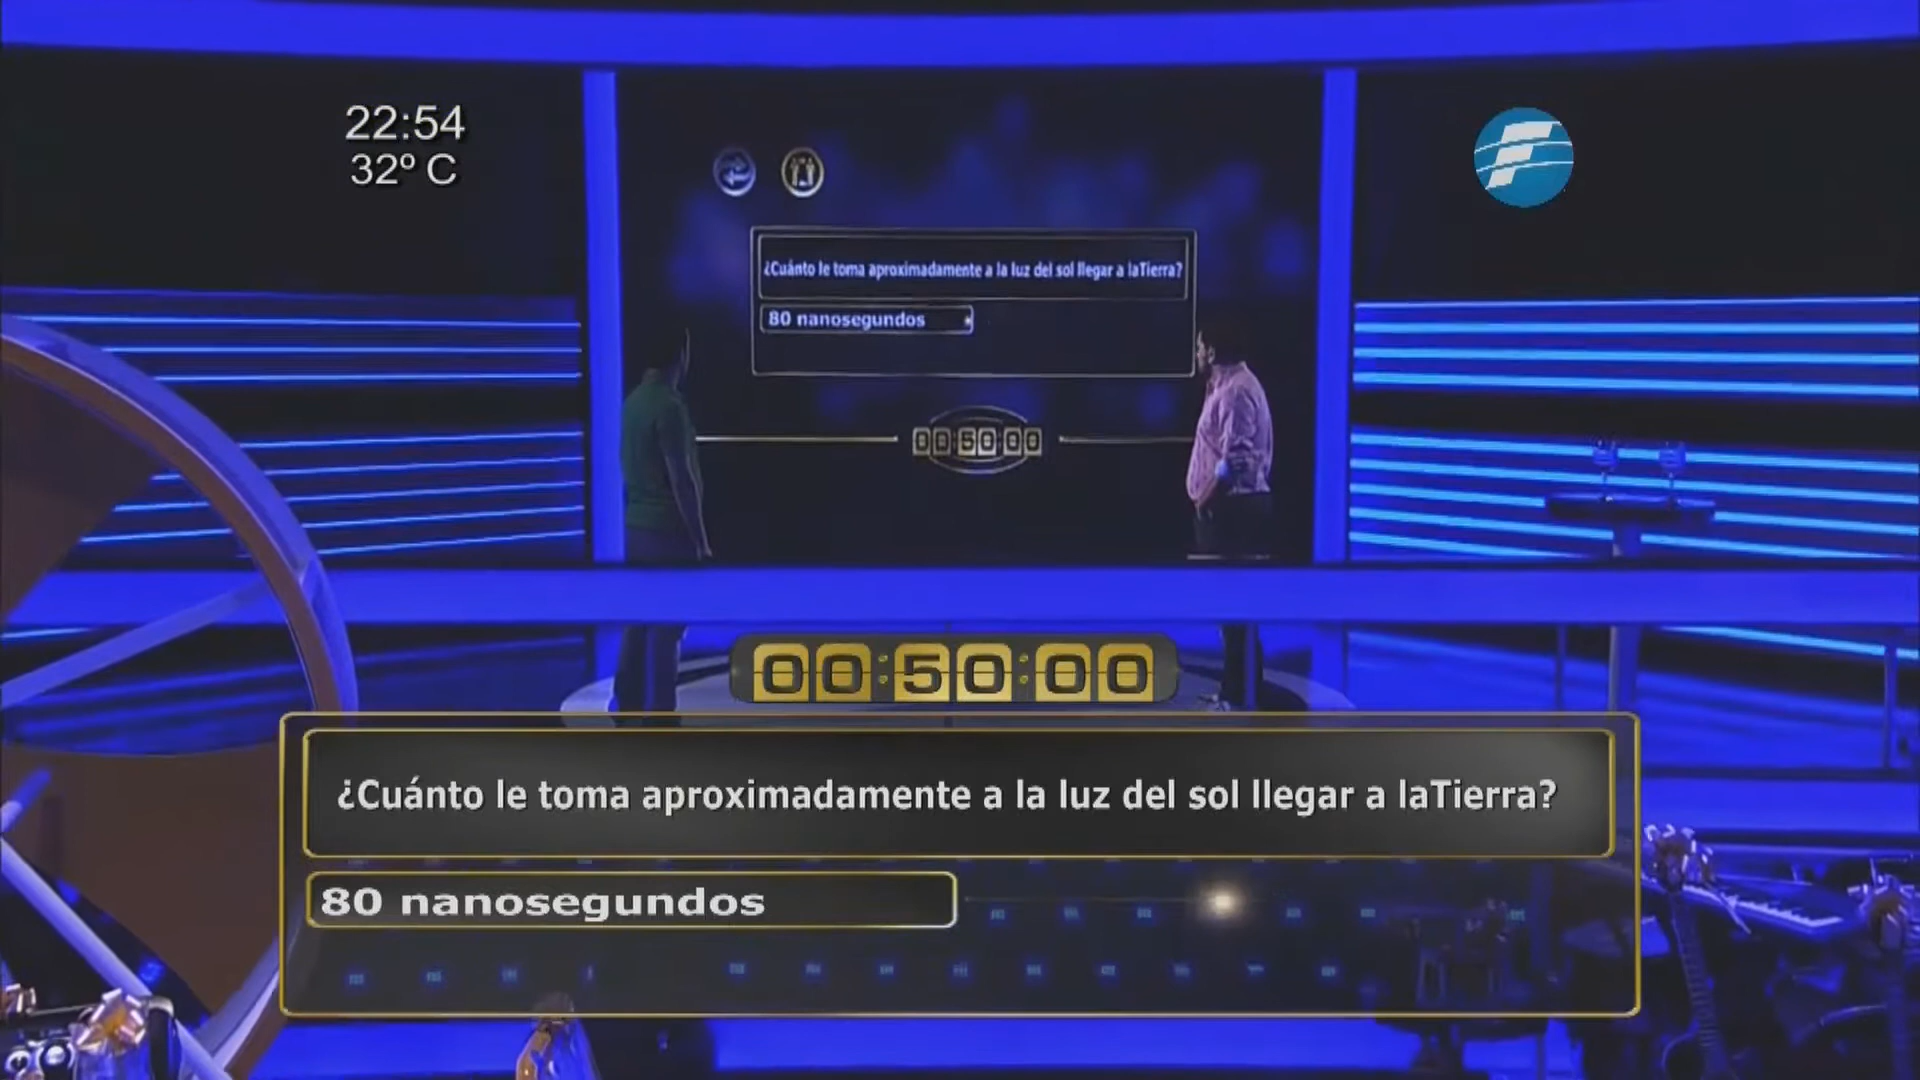 22:54
32º C
¿Cuánto le toma aproximadamente a la luz del sol llegar a laTierra?
80 nanosegundos
00:50:00
00:50:00
¿Cuánto le toma aproximadamente a la luz del sol llegar a laTierra?
80 nanosegundos